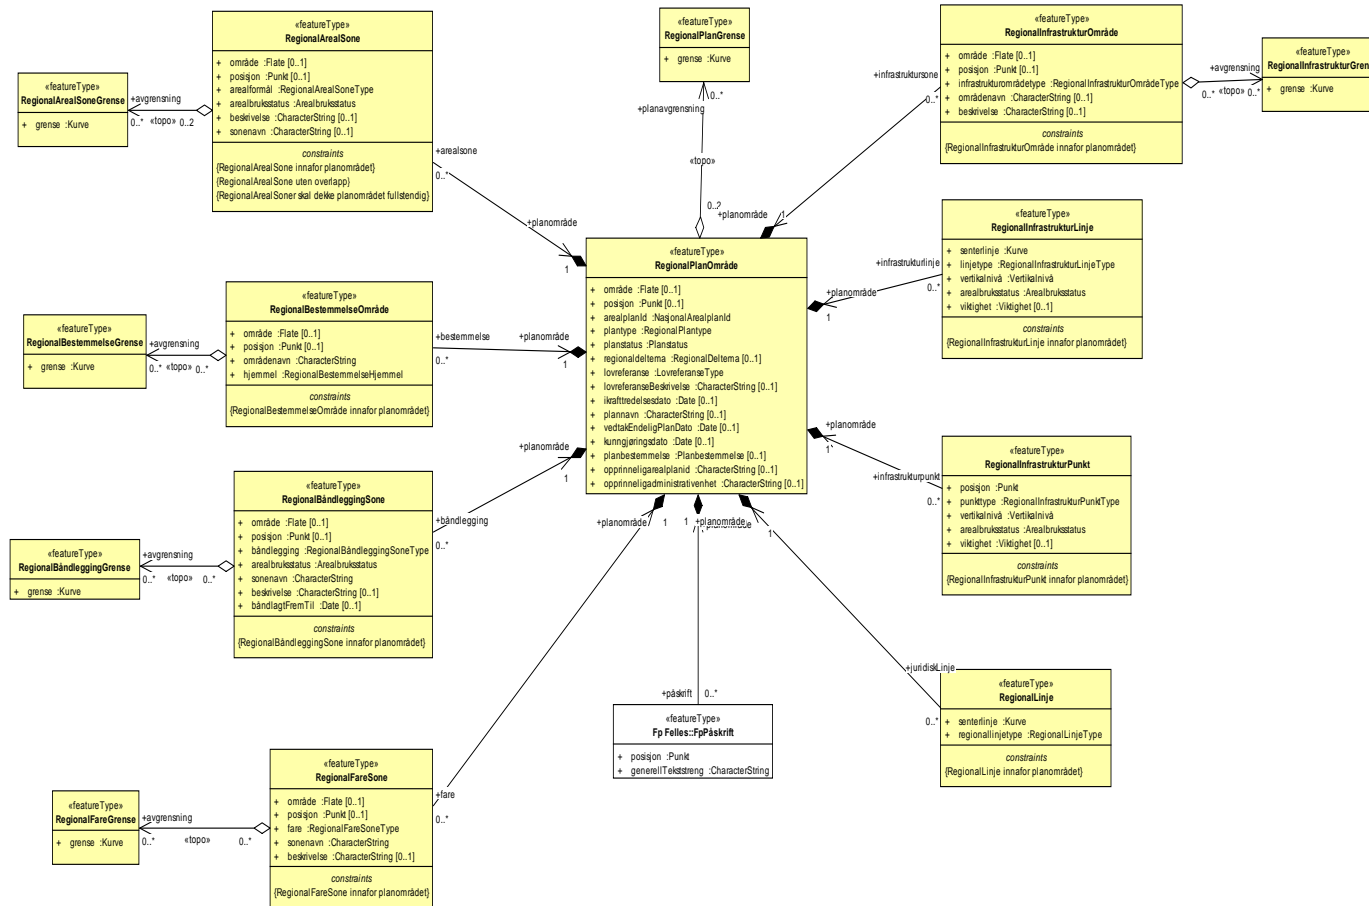 «featureType»
RegionalArealSone
+ område :Flate [0..1]
+ posisjon :Punkt [0..1]
+ arealformål :RegionalArealSoneType
+ arealbruksstatus :Arealbruksstatus
+ beskrivelse :CharacterString [0..1]
+ sonenavn :CharacterString [0..1]
constraints
{RegionalArealSone innafor planområdet}
{RegionalArealSone uten overlapp}
{RegionalArealSoner skal dekke planområdet fullstendig}
«featureType»
RegionalArealSoneGrense
+ grense :Kurve
+avgrensning
0..* «topo» 0..2
+arealsone
0..*
+planområde
1
«featureType»
RegionalPlanGrense
+ grense :Kurve
0..*
+planavgrensning
«topo»
0..2
«featureType»
RegionalInfrastrukturOmråde
+ område :Flate [0..1]
+ posisjon :Punkt [0..1]
+ infrastrukturområdetype :RegionalInfrastrukturOmrådeType
+ områdenavn :CharacterString [0..1]
+ beskrivelse :CharacterString [0..1]
constraints
{RegionalInfrastrukturOmråde innafor planområdet}
«featureType»
RegionalInfrastrukturGren
+ grense :Kurve
+avgrensning
0..* «topo» 0..*
+infrastruktursone
0..*
+planområde
1
«featureType»
RegionalPlanOmråde
+ område :Flate [0..1]
+ posisjon :Punkt [0..1]
+ arealplanId :NasjonalArealplanId
+ plantype :RegionalPlantype
+ planstatus :Planstatus
+ regionaldeltema :RegionalDeltema [0..1]
+ lovreferanse :LovreferanseType
+ lovreferanseBeskrivelse :CharacterString [0..1]
+ ikrafttredelsesdato :Date [0..1]
+ plannavn :CharacterString [0..1]
+ vedtakEndeligPlanDato :Date [0..1]
+ kunngjøringsdato :Date [0..1]
+ planbestemmelse :Planbestemmelse [0..1]
+ opprinneligarealplanid :CharacterString [0..1]
+ opprinneligadministrativenhet :CharacterString [0..1]
«featureType»
RegionalInfrastrukturLinje
+ senterlinje :Kurve
+ linjetype :RegionalInfrastrukturLinjeType
+ vertikalnivå :Vertikalnivå
+ arealbruksstatus :Arealbruksstatus
+ viktighet :Viktighet [0..1]
constraints
{RegionalInfrastrukturLinje innafor planområdet}
+infrastrukturlinje
0..*
+planområde
1
«featureType»
RegionalBestemmelseOmråde
+ område :Flate [0..1]
+ posisjon :Punkt [0..1]
+ områdenavn :CharacterString
+ hjemmel :RegionalBestemmelseHjemmel
constraints
{RegionalBestemmelseOmråde innafor planområdet}
«featureType»
RegionalBestemmelseGrense
+ grense :Kurve
+avgrensning
0..* «topo» 0..*
+bestemmelse
0..*
+planområde
1
«featureType»
RegionalInfrastrukturPunkt
+ posisjon :Punkt
+ punkttype :RegionalInfrastrukturPunktType
+ vertikalnivå :Vertikalnivå
+ arealbruksstatus :Arealbruksstatus
+ viktighet :Viktighet [0..1]
constraints
{RegionalInfrastrukturPunkt innafor planområdet}
+infrastrukturpunkt
0..*
+planområde
1
«featureType»
RegionalBåndleggingSone
+ område :Flate [0..1]
+ posisjon :Punkt [0..1]
+ båndlegging :RegionalBåndleggingSoneType
+ arealbruksstatus :Arealbruksstatus
+ sonenavn :CharacterString
+ beskrivelse :CharacterString [0..1]
+ båndlagtFremTil :Date [0..1]
constraints
{RegionalBåndleggingSone innafor planområdet}
«featureType»
RegionalBåndleggingGrense
+ grense :Kurve
+avgrensning
0..* «topo» 0..*
+båndlegging
0..*
+planområde
1
«featureType»
RegionalLinje
+ senterlinje :Kurve
+ regionallinjetype :RegionalLinjeType
constraints
{RegionalLinje innafor planområdet}
+juridiskLinje
0..*
+planområde
1
«featureType»
Fp Felles::FpPåskrift
+ posisjon :Punkt
+ generellTekststreng :CharacterString
+påskrift 0..*
1
«featureType»
RegionalFareSone
+ område :Flate [0..1]
+ posisjon :Punkt [0..1]
+ fare :RegionalFareSoneType
+ sonenavn :CharacterString
+ beskrivelse :CharacterString [0..1]
constraints
{RegionalFareSone innafor planområdet}
«featureType»
RegionalFareGrense
+ grense :Kurve
+avgrensning
0..* «topo» 0..*
+fare
0..*
+planområde
1